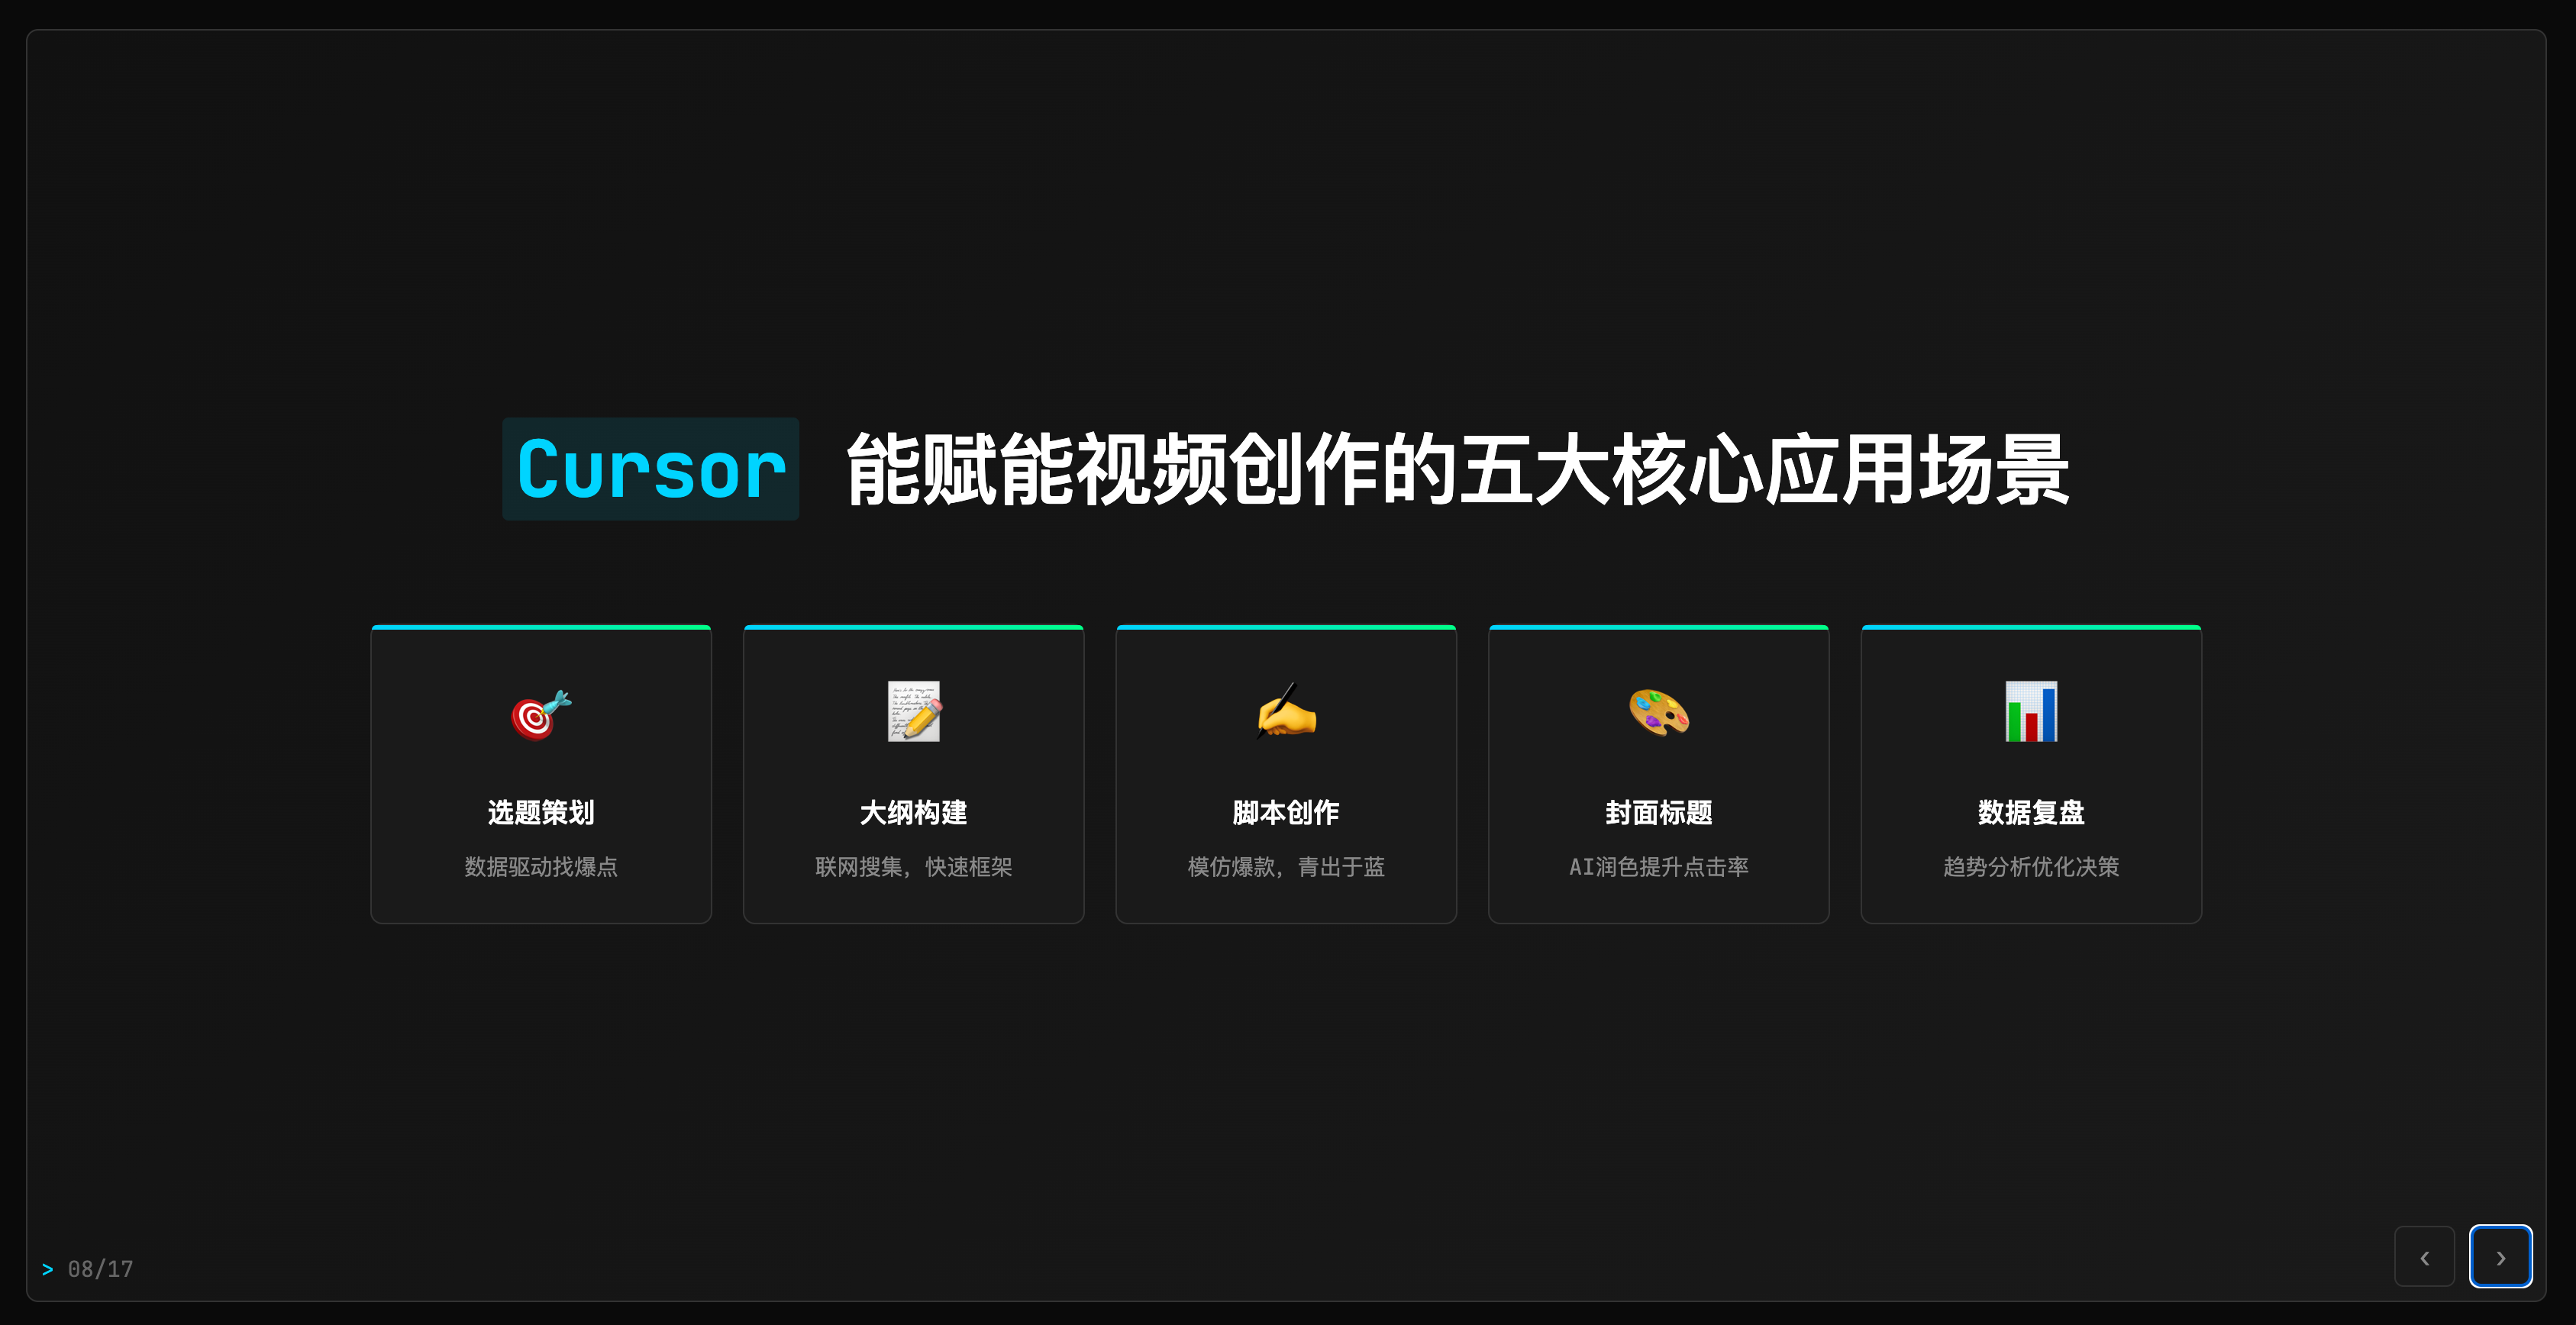 Cursor 能赋能视频创作的五大核心应用场景
选题策划
数据驱动找爆点
大纲构建
联网搜集，快速框架
脚本创作
模仿爆款，青出于蓝
封面标题
AI润色提升点击率
数据复盘
趋势分析优化决策
> 08/17
‹ ›